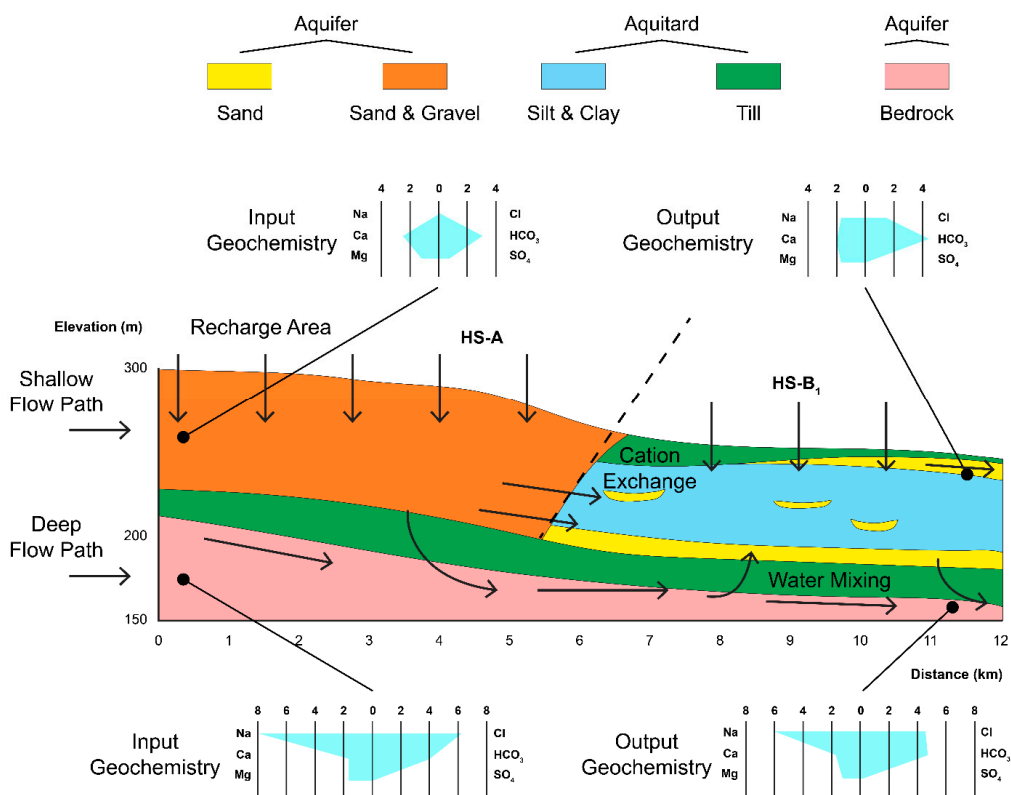 Aquifer Aquitard Aquifer
Sand Sand & Gravel Silt & Clay Till Bedrock
4 2 0 2 4
Na Cl
Input Geochemistry
Ca HCO3
Mg SO4
4 2 0 2 4
Na Cl
Output Geochemistry
Ca HCO3
Mg SO4
Elevation (m)
Recharge Area
HS-A
300
Shallow
Flow Path
HS-B1
Cation
Exchange
200
Deep
Flow Path
Water Mixing
150
0 1 2 3 4 5 6 7 8 9 10 11 12
Distance (km)
8 6 4 2 0 2 4 6 8
Na Cl
Input Geochemistry
Ca HCO3
Mg SO4
8 6 4 2 0 2 4 6 8
Na Cl
Output Geochemistry
Ca HCO3
Mg SO4